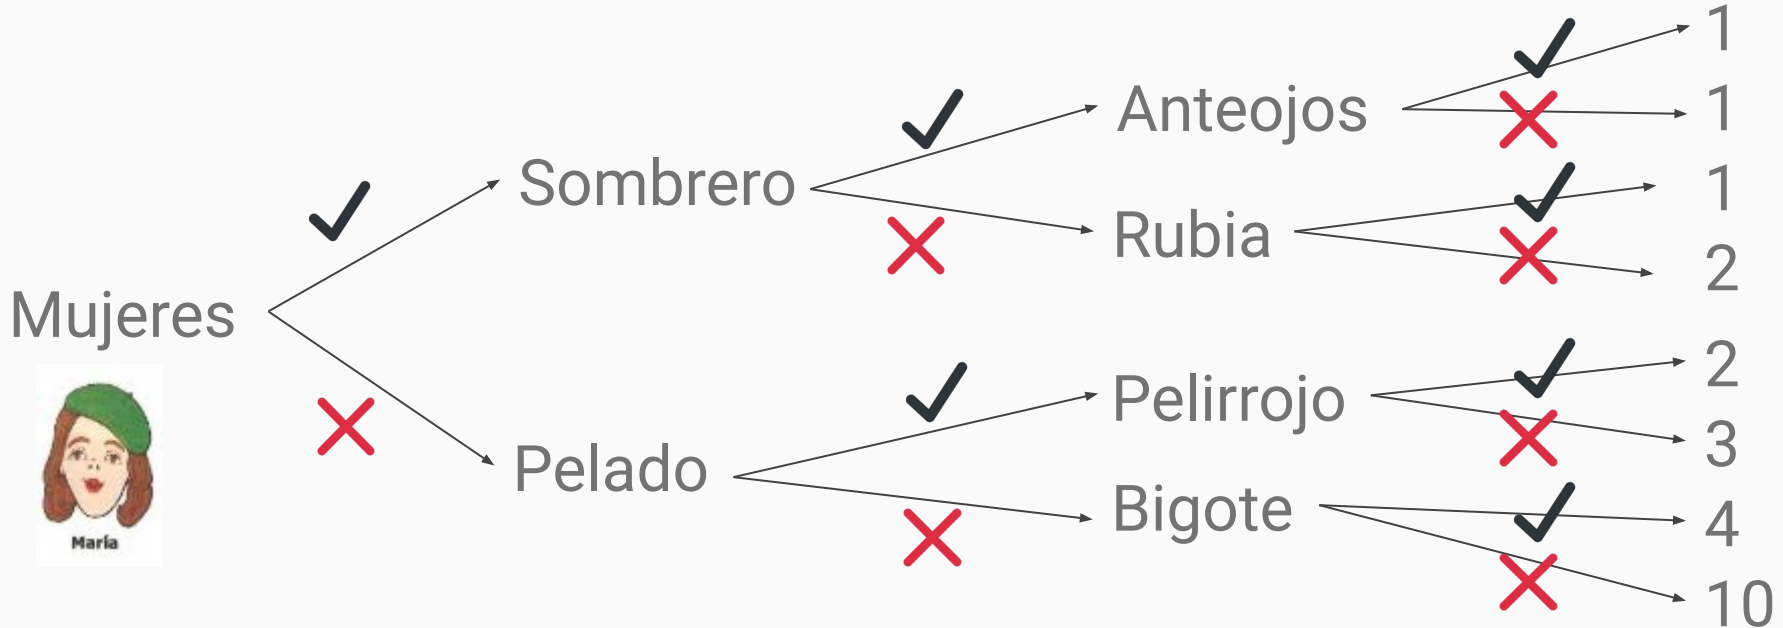 Mujeres
María
Sombrero
Pelado
Anteojos
Rubia
Pelirrojo
Bigote
1
1
1
2
2
3
4
10